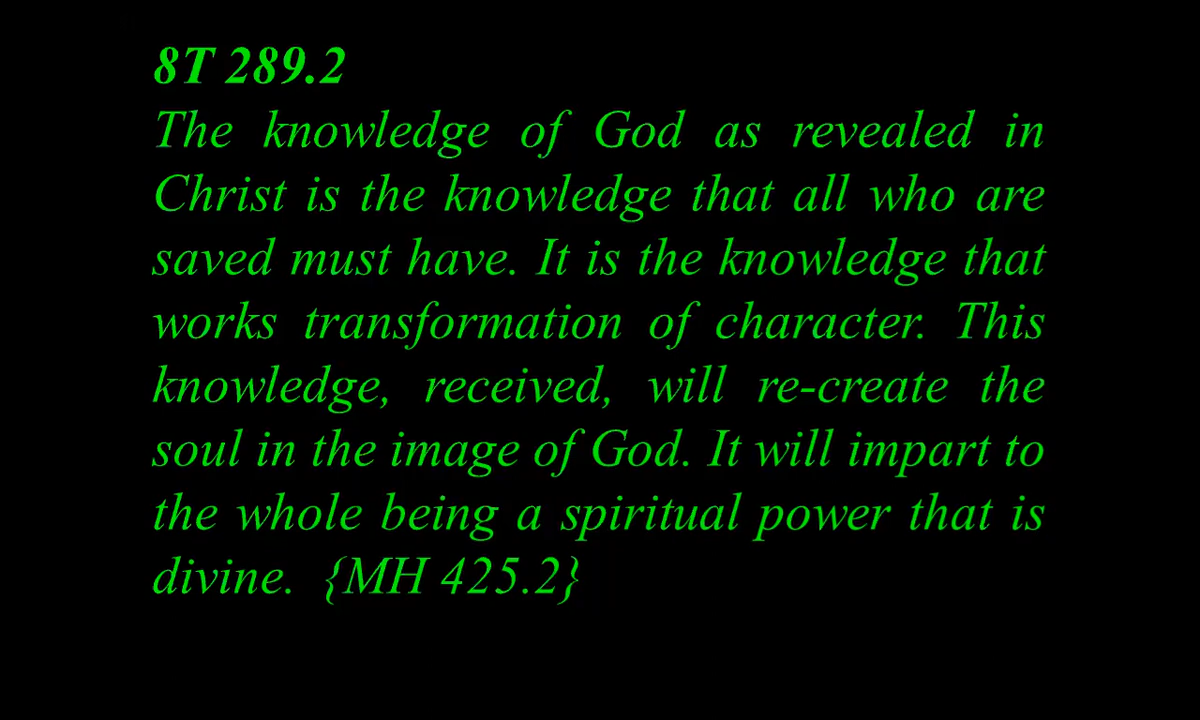 8T 289.2
The knowledge of God as revealed in
Christ is the knowledge that all who are
saved must have. It is the knowledge that
works transformation of character. This
knowledge, received, will re-create the
soul in the image of God. It will impart to
the whole being a spiritual power that is
divine. {MH 425.2}